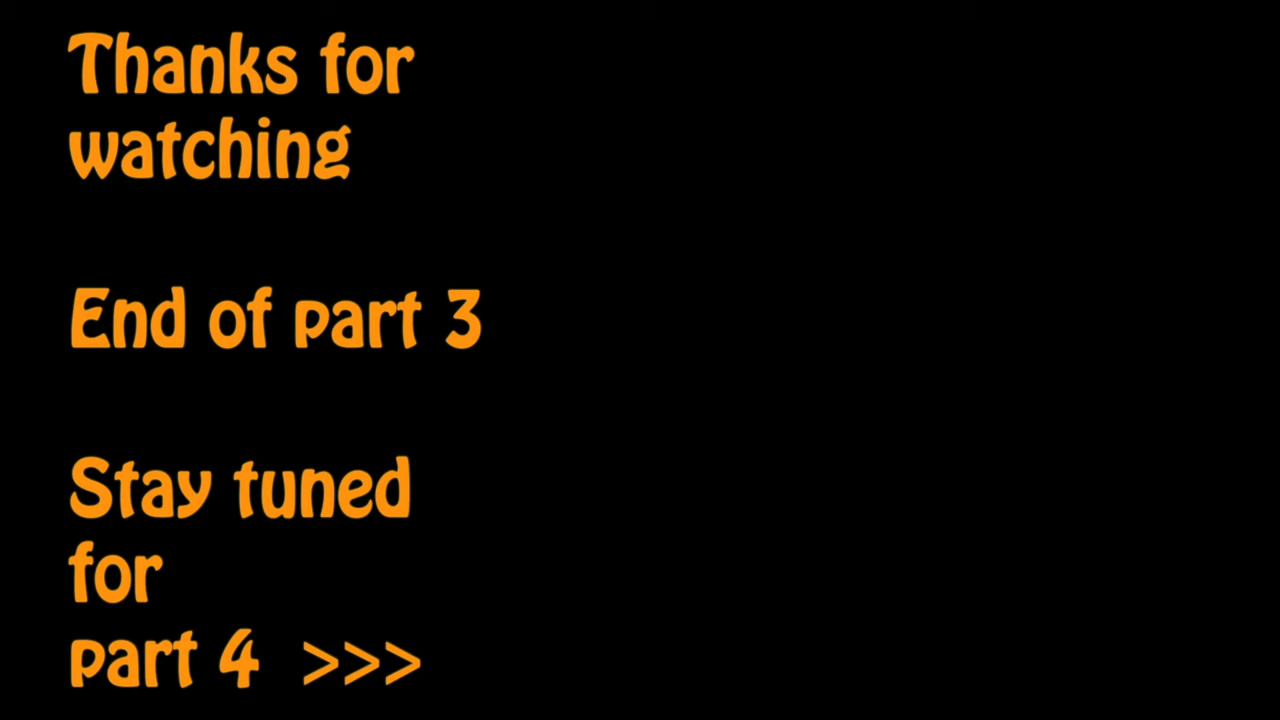 Thanks for
watching
End of part 3
Stay tuned
for
part 4 >>>